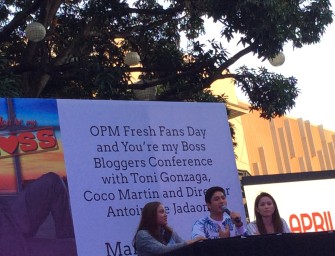 OSS
OPM Fresh Fans Day
and You're my Boss
Bloggers Conference
with Toni Gonzaga,
Coco Martin and Director
Antoinette Jadaon
APRIL